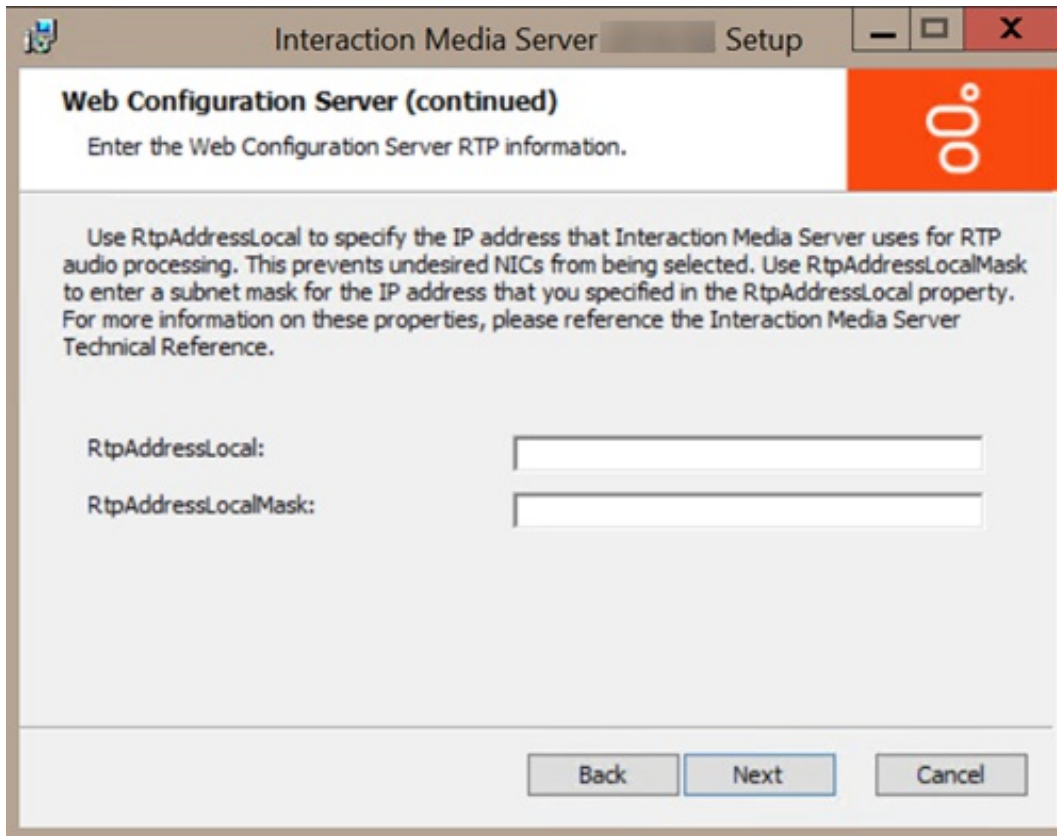 Interaction Media Server Setup
Web Configuration Server (continued)
Enter the Web Configuration Server RTP information.
Use RtpAddressLocal to specify the IP address that Interaction Media Server uses for RTP
audio processing. This prevents undesired NICs from being selected. Use RtpAddressLocalMask
to enter a subnet mask for the IP address that you specified in the RtpAddressLocal property.
For more information on these properties, please reference the Interaction Media Server
Technical Reference.
RtpAddressLocal:
RtpAddressLocalMask:
Back Next Cancel